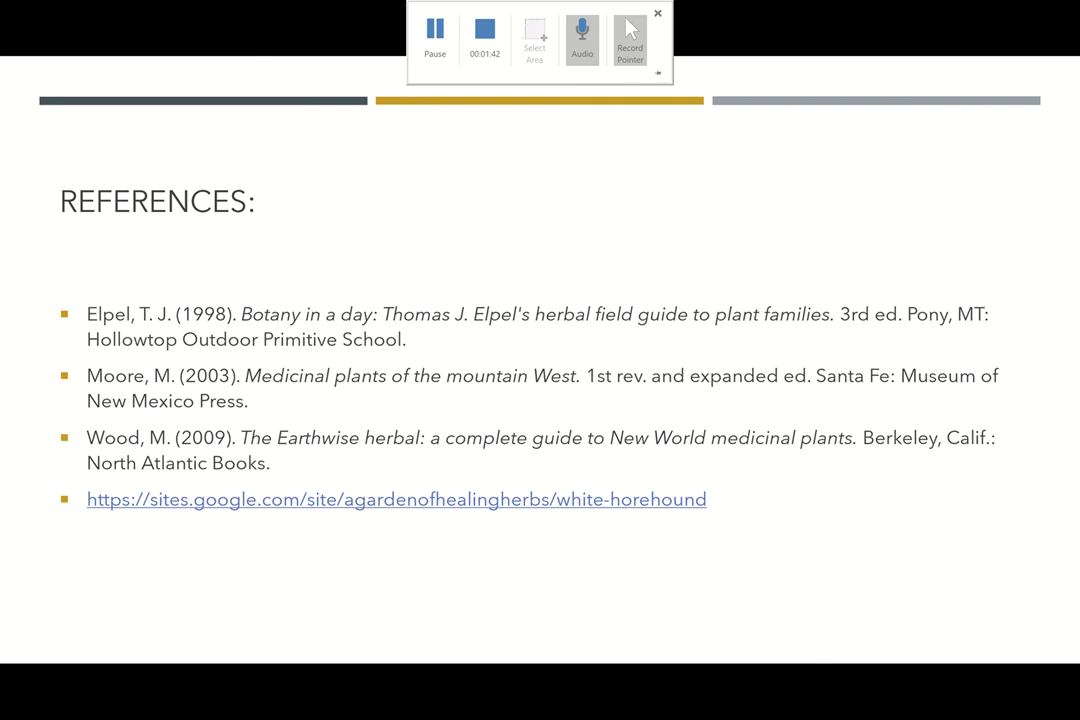 Pause
00:01:42
Select
Area
Audio
Record
Pointer
REFERENCES:
Elpel, T. J. (1998). Botany in a day: Thomas J. Elpel's herbal field guide to plant families. 3rd ed. Pony, MT:
Hollowtop Outdoor Primitive School.
Moore, M. (2003). Medicinal plants of the mountain West. 1st rev. and expanded ed. Santa Fe: Museum of
New Mexico Press.
Wood, M. (2009). The Earthwise herbal: a complete guide to New World medicinal plants. Berkeley, Calif.:
North Atlantic Books.
https://sites.google.com/site/agardenofhealingherbs/white-horehound